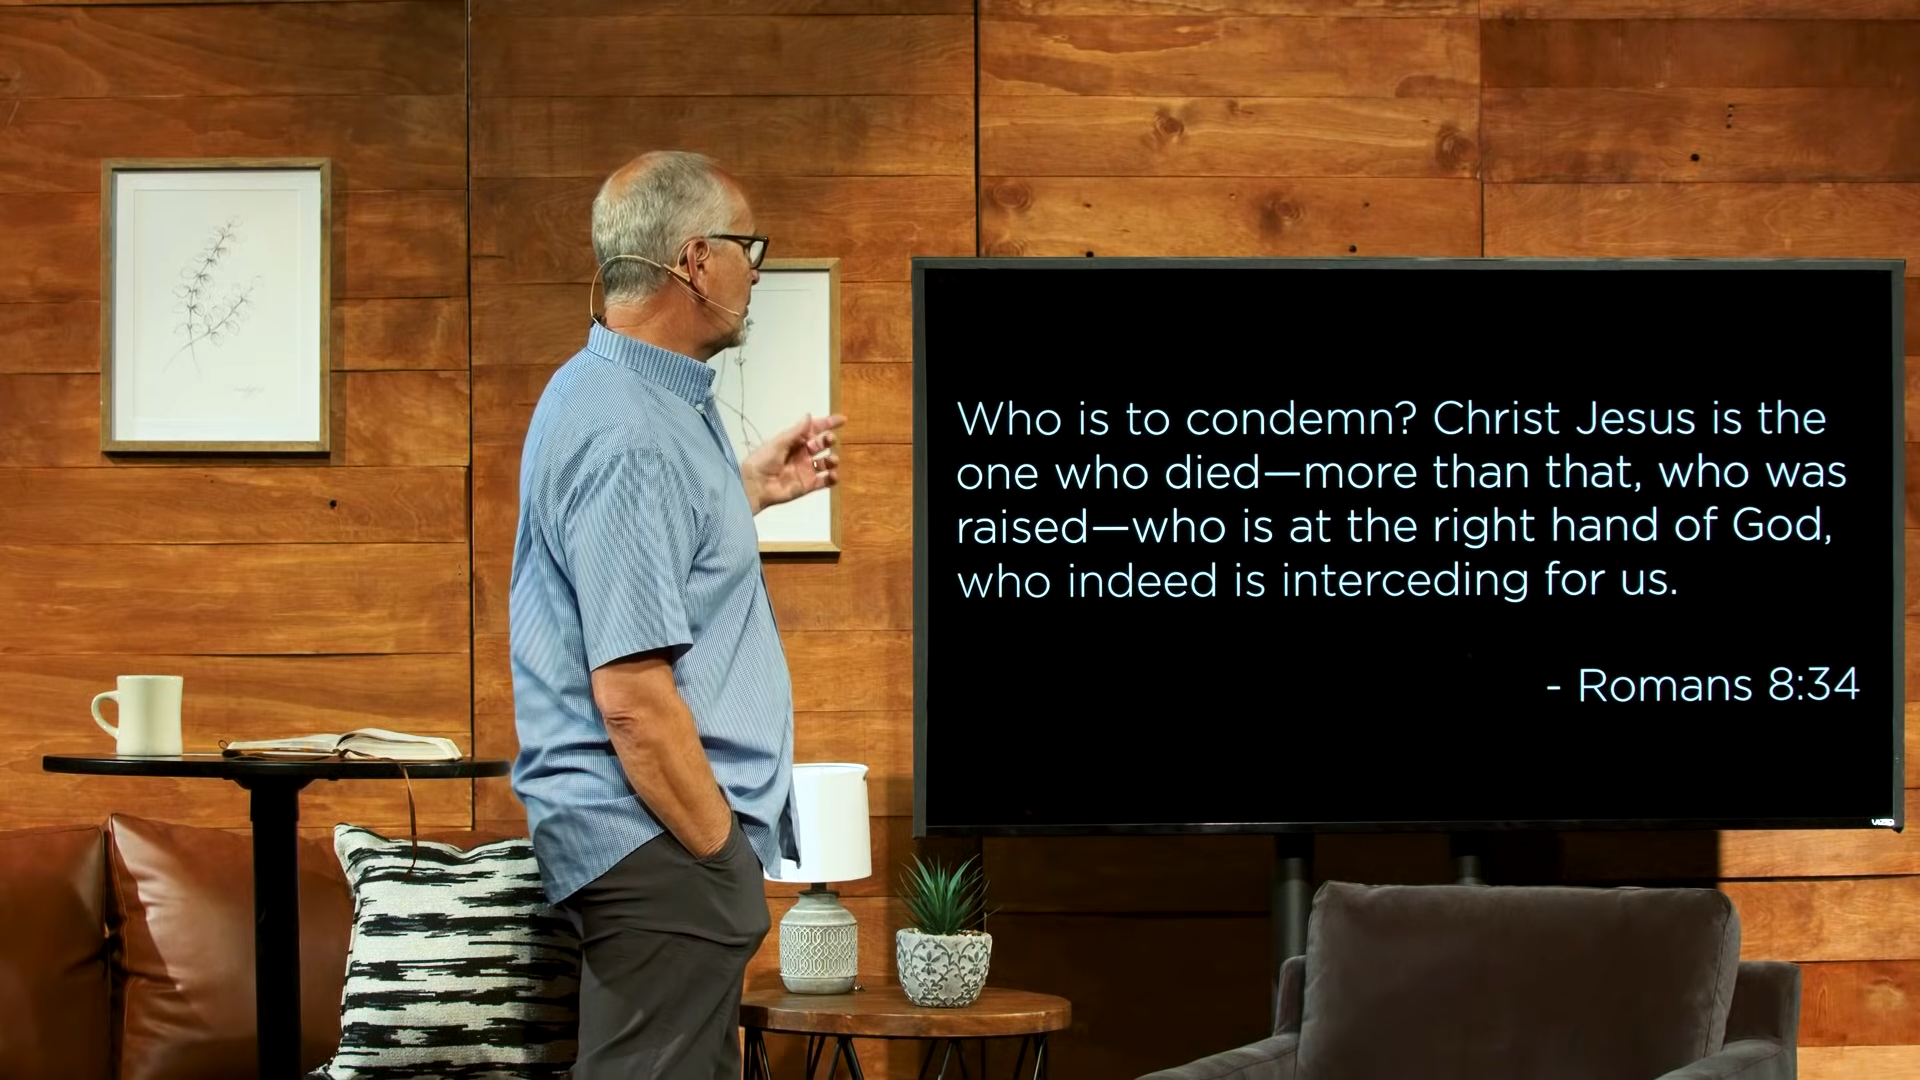 Who is to condemn? Christ Jesus is the
one who died—more than that, who was
raised—who is at the right hand of God,
who indeed is interceding for us.
- Romans 8:34
VIZIO